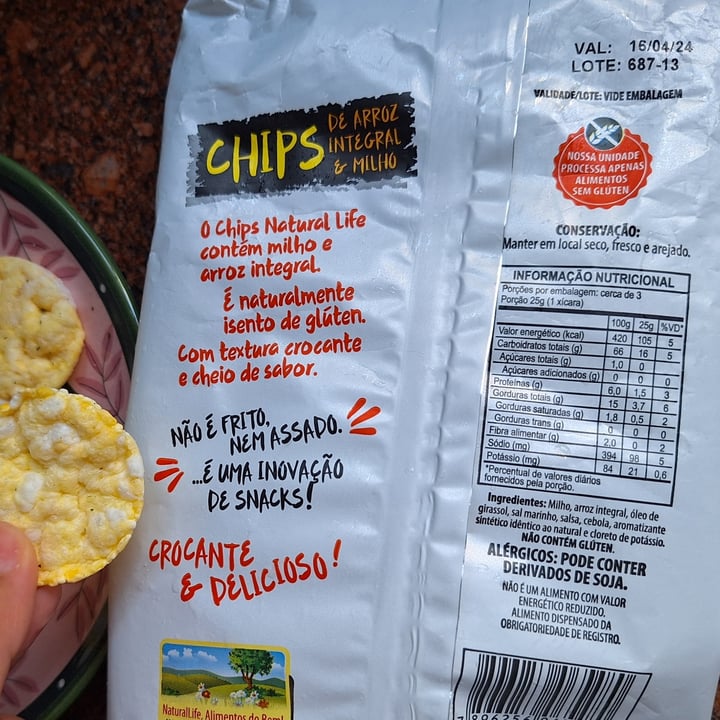 CHIPS DE ARROZ
INTEGRAL
& MILHO
O Chips Natural Life
contém milho e
arroz integral.
É naturalmente
isento de glúten.
Com textura crocante
e cheio de sabor.
NÃO É FRITO,
NEM ASSADO.
...É UMA INOVAÇÃO
DE SNACKS!
CROCANTE
& DELICIOSO!
NaturalLife, Alimentos do Bem!
VAL: 16/04/24
LOTE: 687-13
VALIDADE/LOTE: VIDE EMBALAGEM
NOSSA UNIDADE
PROCESSA APENAS
ALIMENTOS
SEM GLÚTEN
CONSERVAÇÃO:
Manter em local seco, fresco e arejado.
INFORMAÇÃO NUTRICIONAL
Porções por embalagem: cerca de 3
Porção 25g (1 xícara)
100g 25g %VD*
Valor energético (kcal) 420 105 5
Carboidratos totais (g) 66 16 5
Açúcares totais (g) 1,0 0
Açúcares adicionados (g) 0 0 0
Proteínas (g) 6,0 1,5 3
Gorduras totais (g) 15 3,7 6
Gorduras saturadas (g) 1,8 0,5 2
Gorduras trans (g) 0 0 0
Fibra alimentar (g) 2,0 0 2
Sódio (mg) 394 98 5
Potássio (mg) 84 21 0,6
*Percentual de valores diários
fornecidos pela porção.
Ingredientes: Milho, arroz integral, óleo de
girassol, sal marinho, salsa, cebola, aromatizante
sintético idêntico ao natural e cloreto de potássio.
NÃO CONTÉM GLÚTEN.
ALÉRGICOS: PODE CONTER
DERIVADOS DE SOJA.
NÃO É UM ALIMENTO COM VALOR
ENERGÉTICO REDUZIDO.
ALIMENTO DISPENSADO DA
OBRIGATORIEDADE DE REGISTRO.